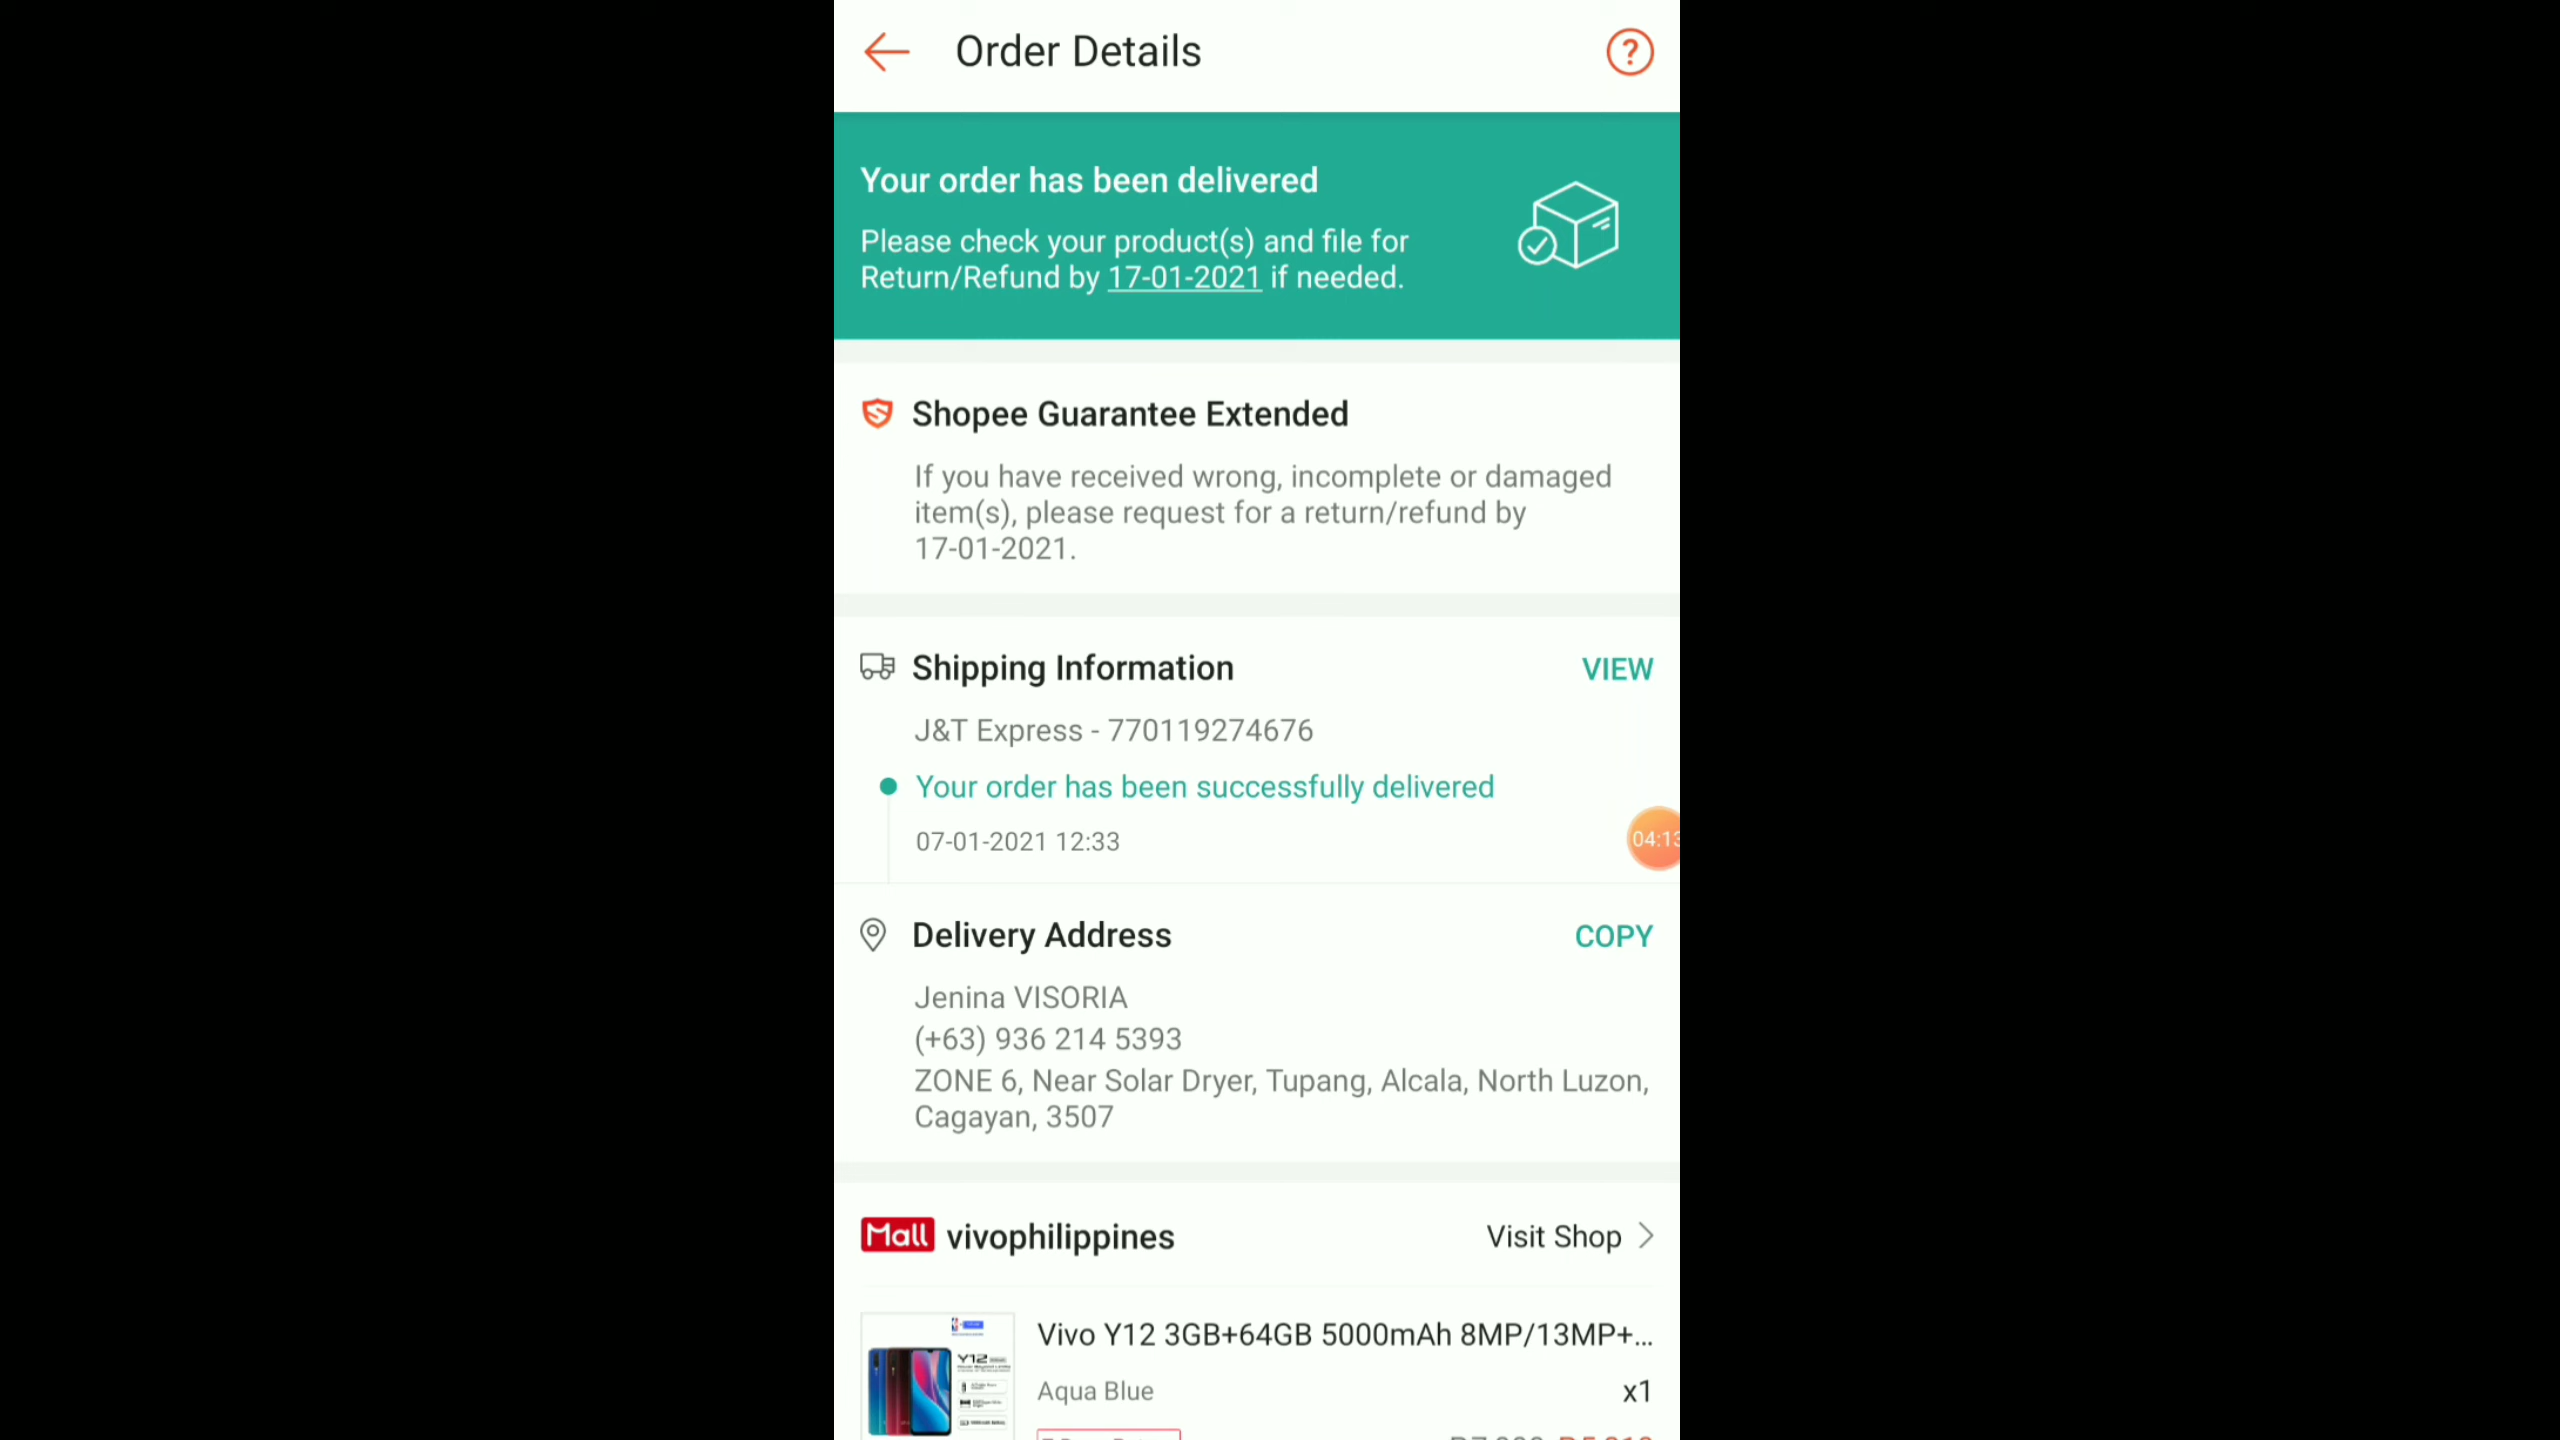 Order Details
?
Your order has been delivered
Please check your product(s) and file for
Return/Refund by 17-01-2021 if needed.
Shopee Guarantee Extended
If you have received wrong, incomplete or damaged
item(s), please request for a return/refund by
17-01-2021.
Shipping Information
VIEW
J&T Express - 770119274676
Your order has been successfully delivered
04:13
07-01-2021 12:33
Delivery Address
COPY
Jenina VISORIA
(+63) 936 214 5393
ZONE 6, Near Solar Dryer, Tupang, Alcala, North Luzon,
Cagayan, 3507
Mall vivophilippines
Visit Shop
Vivo Y12 3GB+64GB 5000mAh 8MP/13MP+...
Y12
Aqua Blue
x1